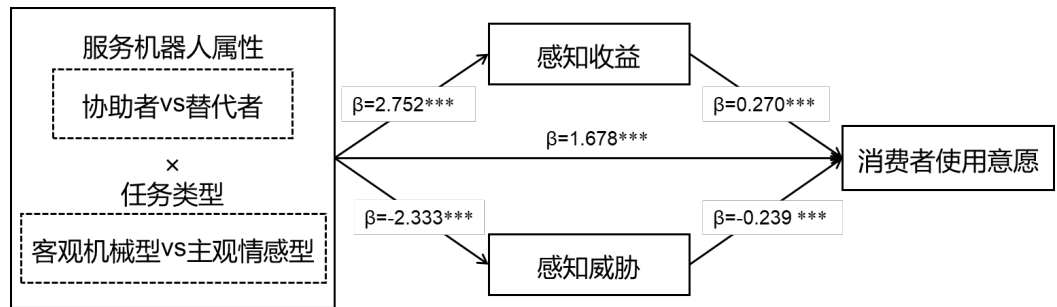 服务机器人属性
协助者vs替代者
×
任务类型
客观机械型vs主观情感型
感知收益
β=2.752***
β=0.270***
β=1.678***
消费者使用意愿
β=-2.333***
β=-0.239 ***
感知威胁